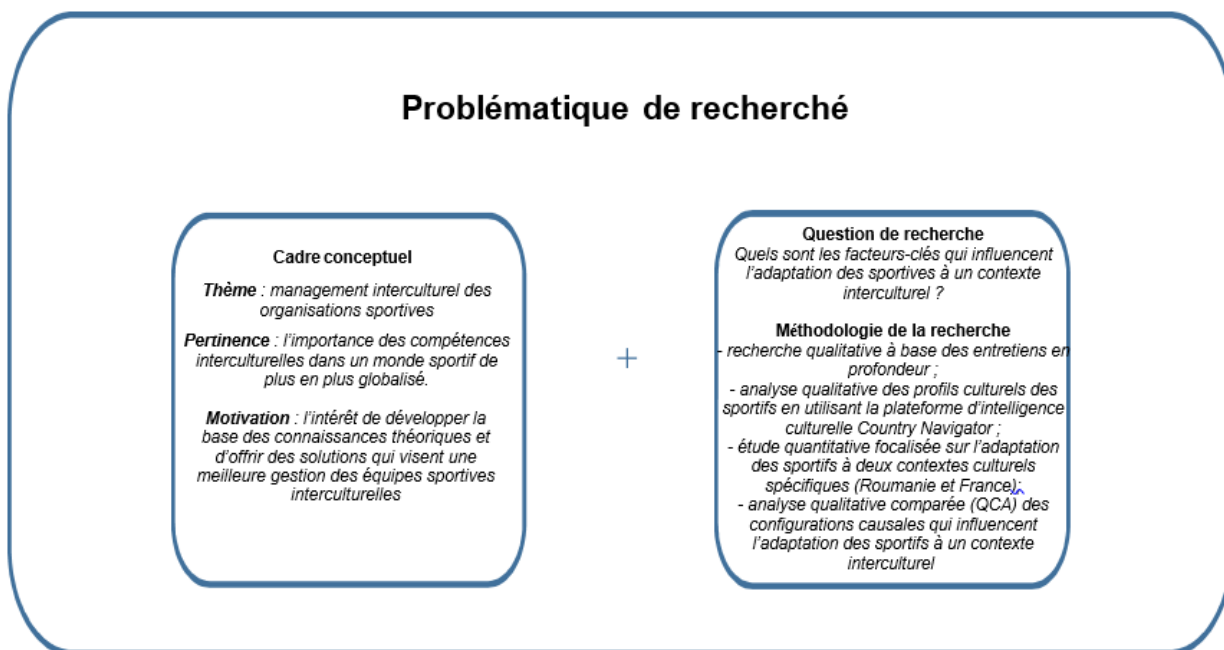 Problématique de recherché
Cadre conceptuel
Thème : management interculturel des
organisations sportives
Pertinence : l'importance des compétences
interculturelles dans un monde sportif de
plus en plus globalisé.
Motivation : l'intérêt de développer la
base des connaissances théoriques et
d'offrir des solutions qui visent une
meilleure gestion des équipes sportives
interculturelles
+
Question de recherche
Quels sont les facteurs-clés qui influencent
l'adaptation des sportives à un contexte
interculturel ?
Méthodologie de la recherche
- recherche qualitative à base des entretiens en
profondeur ;
- analyse qualitative des profils culturels des
sportifs en utilisant la plateforme d'intelligence
culturelle Country Navigator ;
- étude quantitative focalisée sur l'adaptation
des sportifs à deux contextes culturels
spécifiques (Roumanie et France);
- analyse qualitative comparée (QCA) des
configurations causales qui influencent
l'adaptation des sportifs à un contexte
interculturel